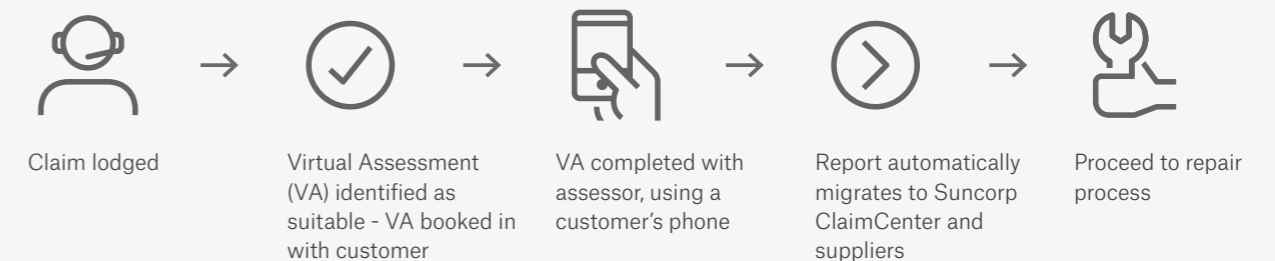 Claim lodged
Virtual Assessment
(VA) identified as
suitable - VA booked in
with customer
VA completed with
assessor, using a
customer’s phone
Report automatically
migrates to Suncorp
ClaimCenter and
suppliers
Proceed to repair
process